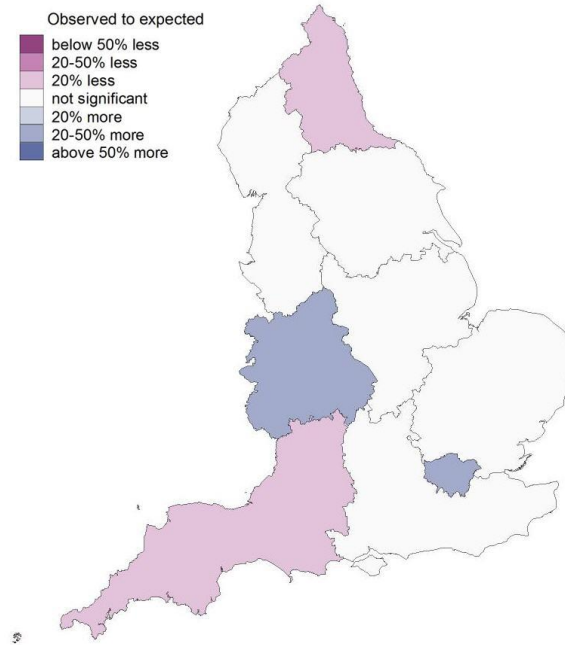 Observed to expected
below 50% less
20-50% less
20% less
not significant
20% more
20-50% more
above 50% more